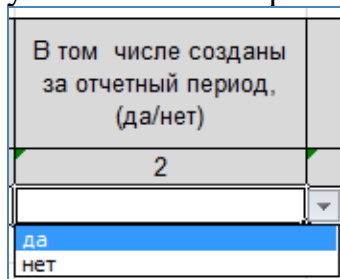 В том числе созданы
за отчетный период,
(да/нет)
2
да
нет